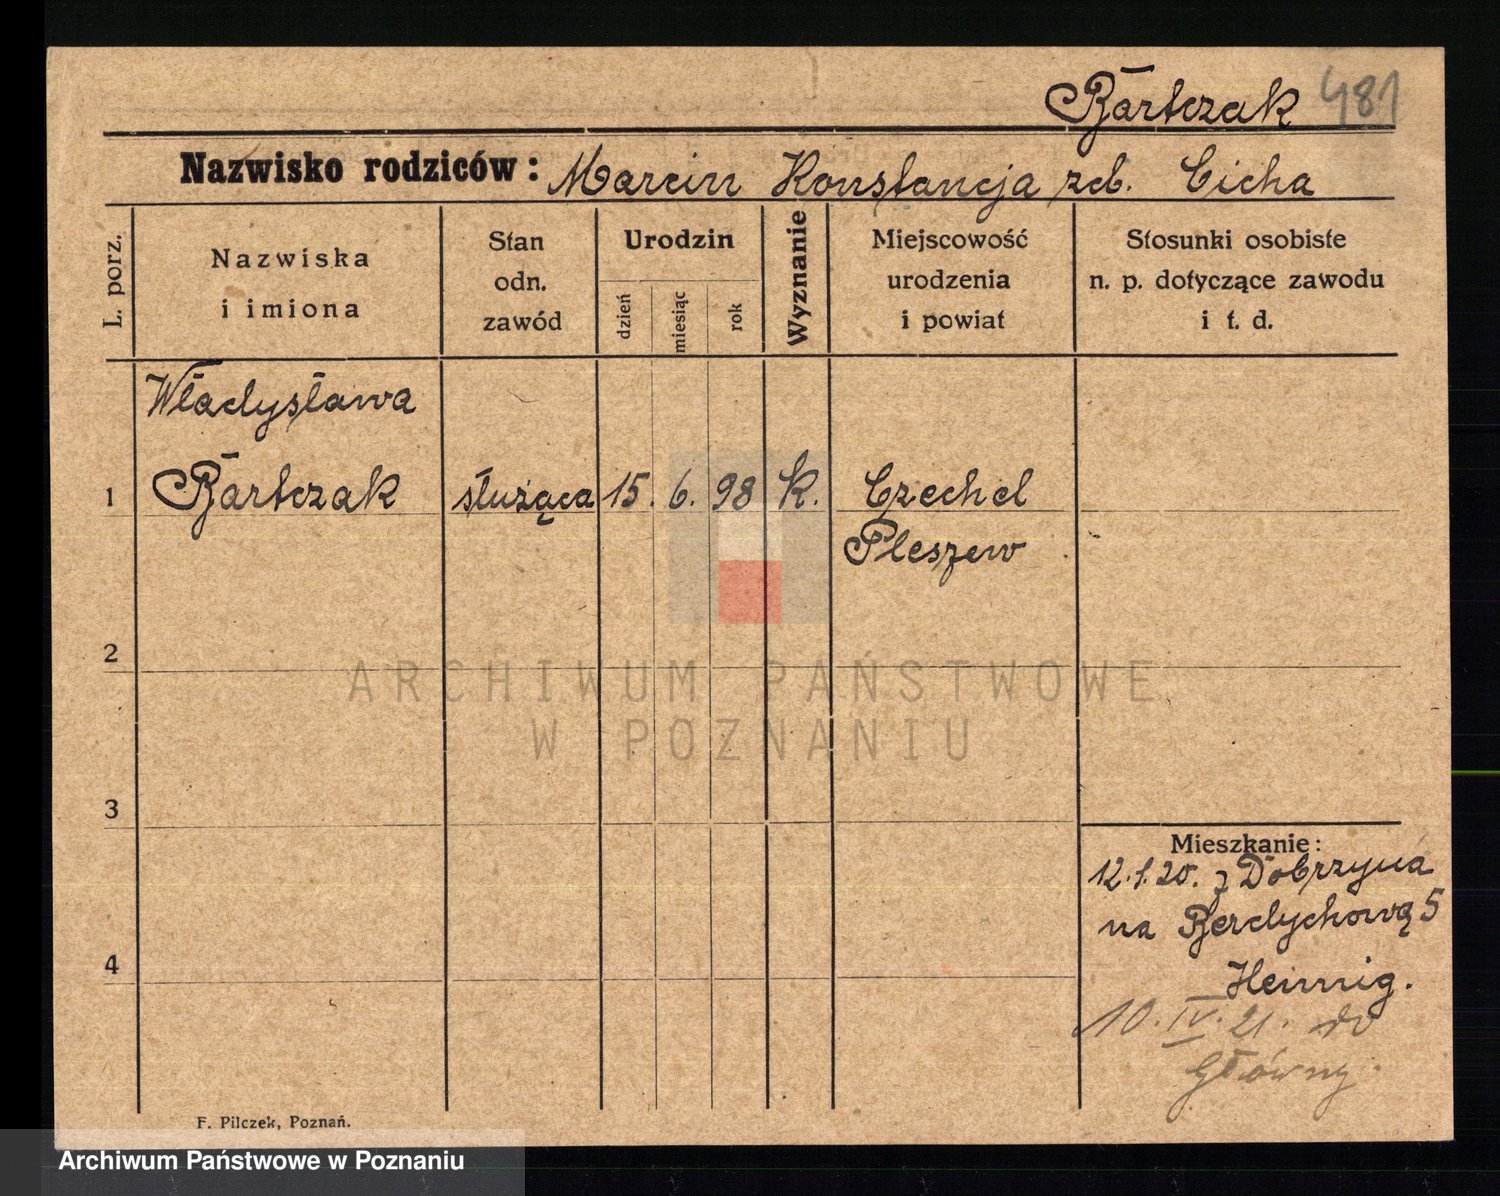 Bartczak 481
Nazwisko rodziców: Marcin Konstancja zd. Cicha
L. porz.
Nazwiska
i imiona
Stan
odn.
zawód
Urodzin
dzień
miesiąc
rok
Wyznanie
Miejscowość
urodzenia
i powiat
Stosunki osobiste
n. p. dotyczące zawodu
i t. d.
Władysława
1 Bartczak służąca 15. 6. 98 K. Czechel
Pleszew
2
ARCHIWUM PAŃSTWOWE
W POZNANIU
3
Mieszkanie:
12.1.20. z Dobrzyca
na Berdychową 5
4
Heinnig.
10.IV.21. do
Główny
F. Pilczek, Poznań.
Archiwum Państwowe w Poznaniu